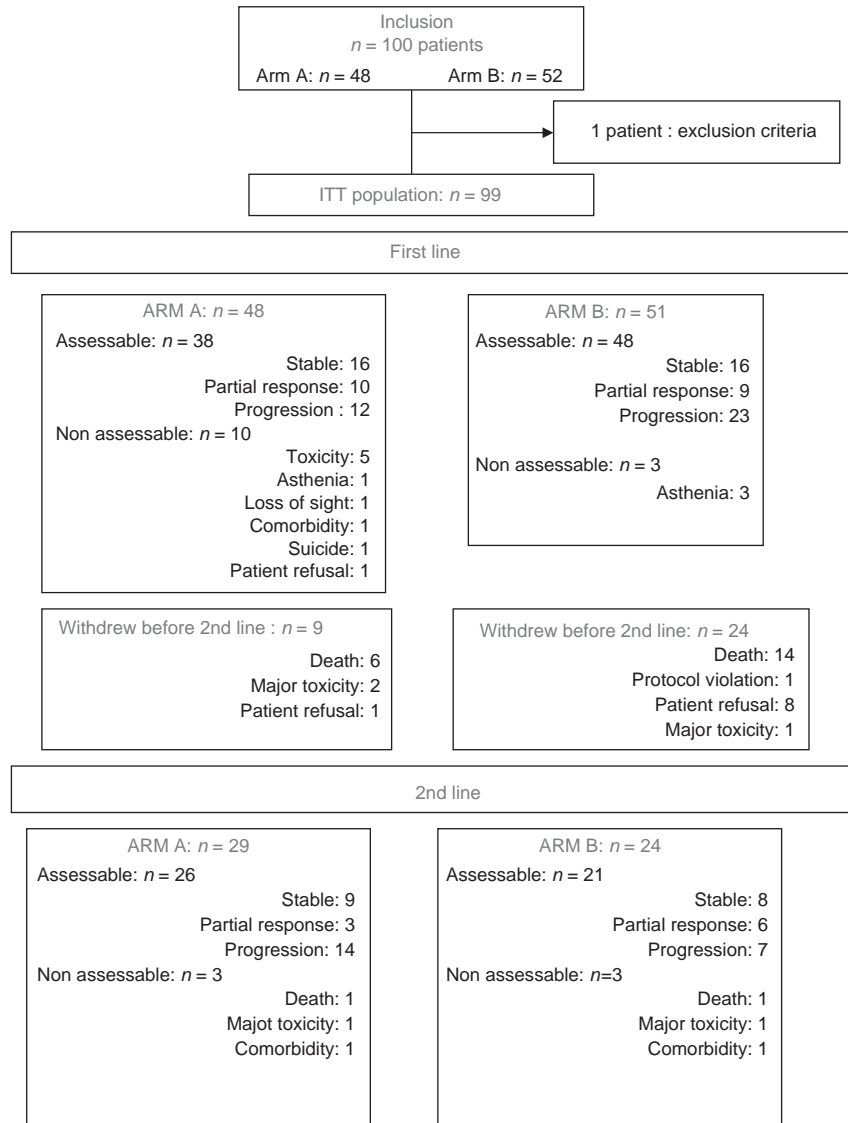 Inclusion
n = 100 patients
Arm A: n = 48 Arm B: n = 52
1 patient : exclusion criteria
ITT population: n = 99
First line
ARM A: n = 48
Assessable: n = 38
Stable: 16
Partial response: 10
Progression : 12
Non assessable: n = 10
Toxicity: 5
Asthenia: 1
Loss of sight: 1
Comorbidity: 1
Suicide: 1
Patient refusal: 1
ARM B: n = 51
Assessable: n = 48
Stable: 16
Partial response: 9
Progression: 23
Non assessable: n = 3
Asthenia: 3
Withdrew before 2nd line : n = 9
Death: 6
Major toxicity: 2
Patient refusal: 1
Withdrew before 2nd line: n = 24
Death: 14
Protocol violation: 1
Patient refusal: 8
Major toxicity: 1
2nd line
ARM A: n = 29
Assessable: n = 26
Stable: 9
Partial response: 3
Progression: 14
Non assessable: n = 3
Death: 1
Majot toxicity: 1
Comorbidity: 1
ARM B: n = 24
Assessable: n = 21
Stable: 8
Partial response: 6
Progression: 7
Non assessable: n=3
Death: 1
Major toxicity: 1
Comorbidity: 1